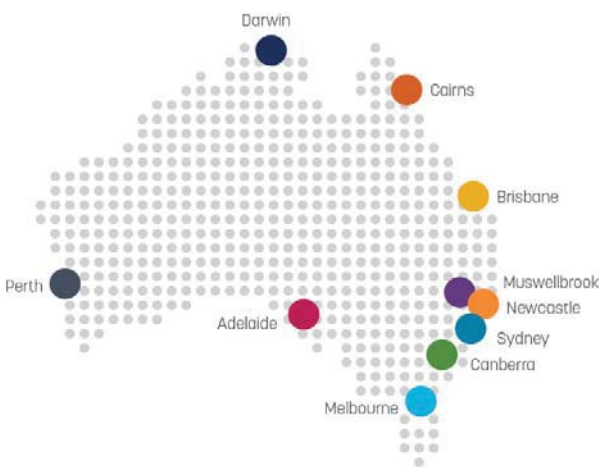 Darwin
Cairns
Brisbane
Perth
Muswellbrook
Newcastle
Adelaide
Sydney
Canberra
Melbourne